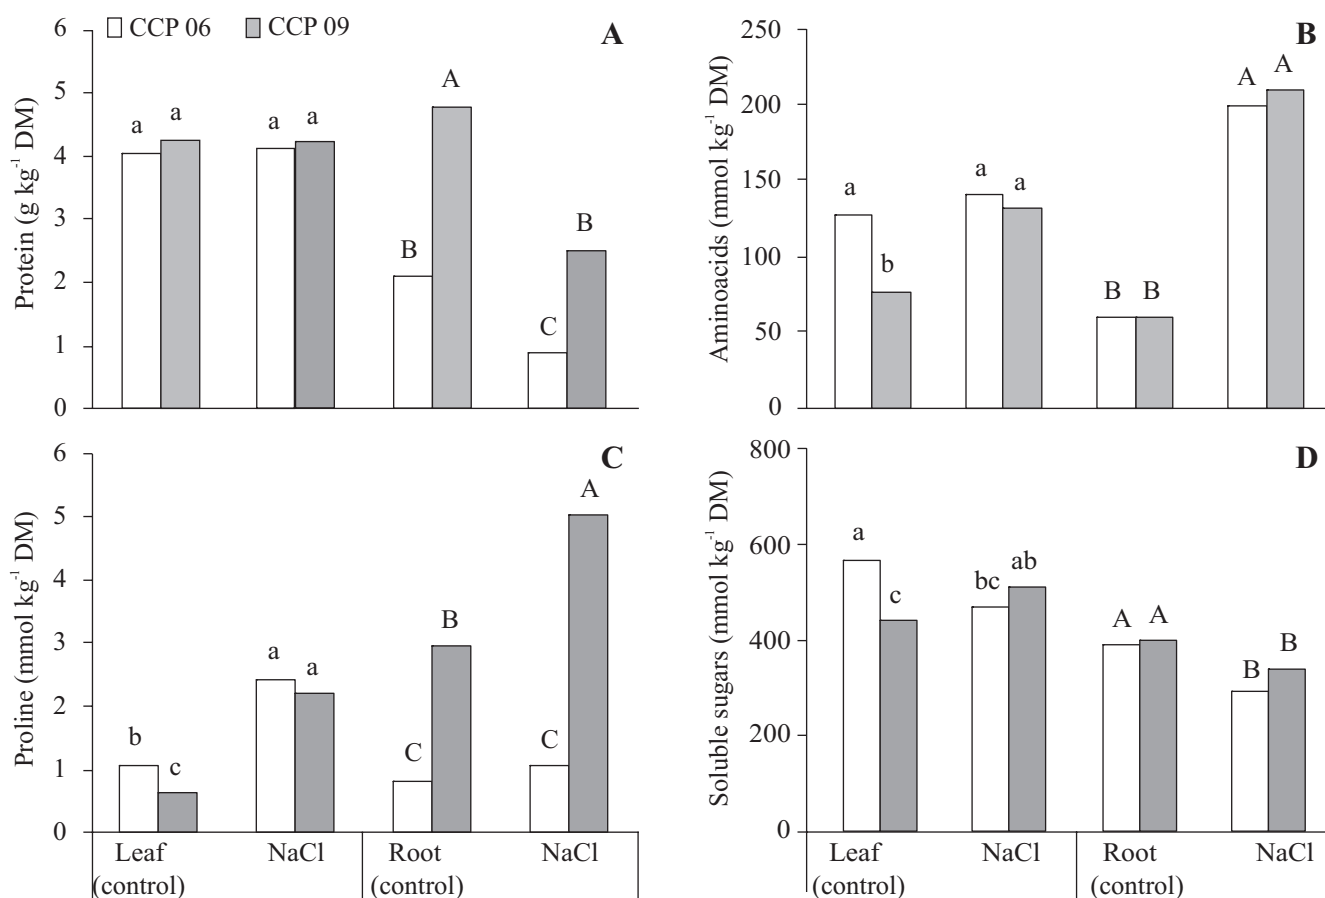 CCP 06 CCP 09
A
Protein (g kg⁻¹ DM)
6
5
4
3
2
1
0
a a a a B A C B
B
Aminoacids (mmol kg⁻¹ DM)
250
200
150
100
50
0
a b a a B B A A
C
Proline (mmol kg⁻¹ DM)
6
5
4
3
2
1
0
b c a a C B C A
Leaf (control) NaCl Root (control) NaCl
D
Soluble sugars (mmol kg⁻¹ DM)
800
600
400
200
0
a c bc ab A A B B
Leaf (control) NaCl Root (control) NaCl